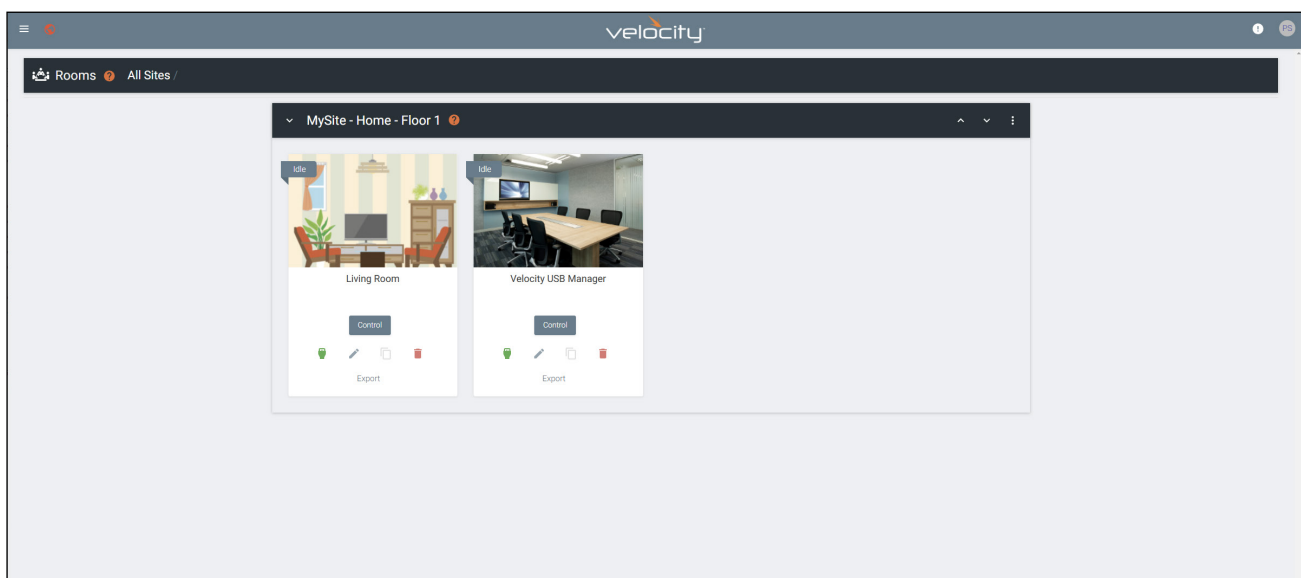 velocity
PS
Rooms ? All Sites /
MySite - Home - Floor 1 ?
Idle
Idle
Living Room
Velocity USB Manager
Control
Control
Export
Export